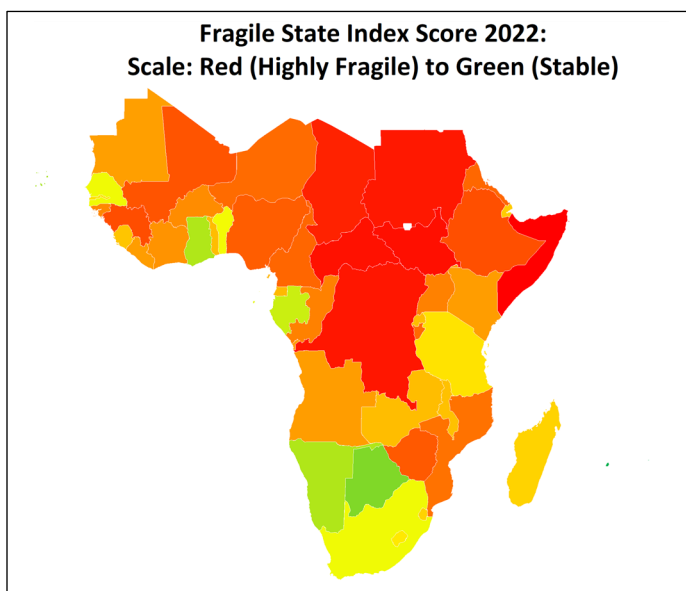 Fragile State Index Score 2022:
Scale: Red (Highly Fragile) to Green (Stable)